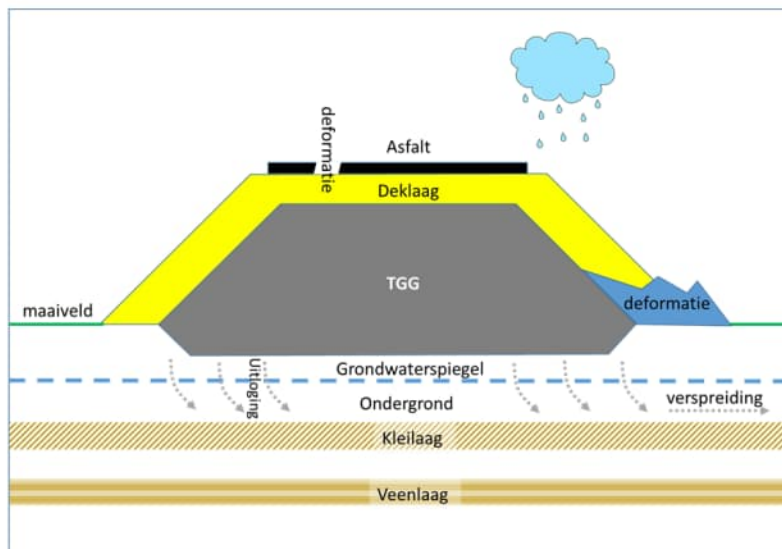 deformatie
Asfalt
Deklaag
TGG
maaiveld
deformatie
Grondwaterspiegel
Uitloging
Ondergrond
verspreiding
Kleilaag
Veenlaag